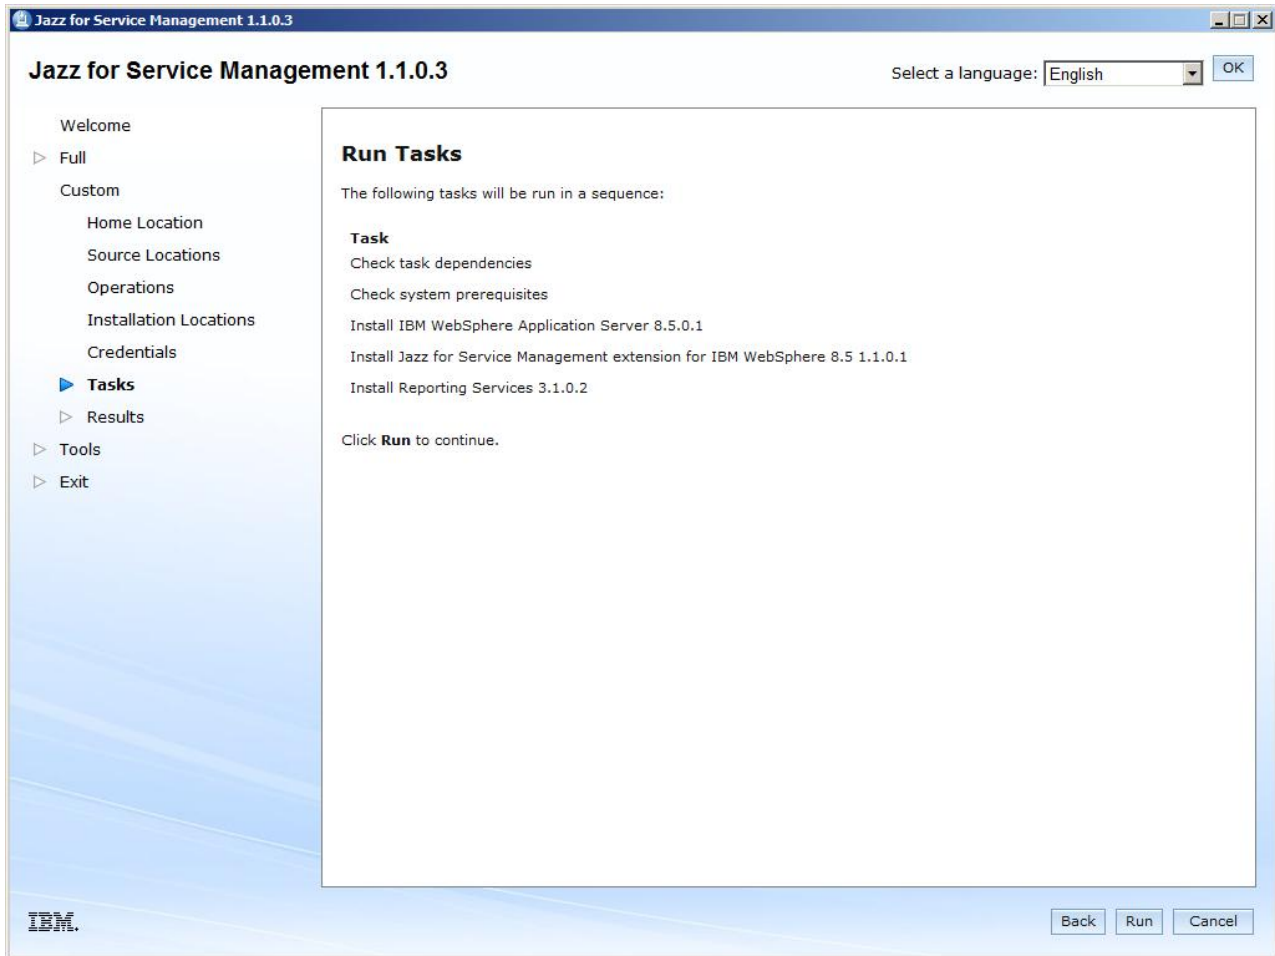 Jazz for Service Management 1.1.0.3
Jazz for Service Management 1.1.0.3
Select a language: English OK
Welcome
Full
Custom
Home Location
Source Locations
Operations
Installation Locations
Credentials
Tasks
Results
Tools
Exit
Run Tasks
The following tasks will be run in a sequence:
Task
Check task dependencies
Check system prerequisites
Install IBM WebSphere Application Server 8.5.0.1
Install Jazz for Service Management extension for IBM WebSphere 8.5 1.1.0.1
Install Reporting Services 3.1.0.2
Click Run to continue.
IBM.
Back Run Cancel